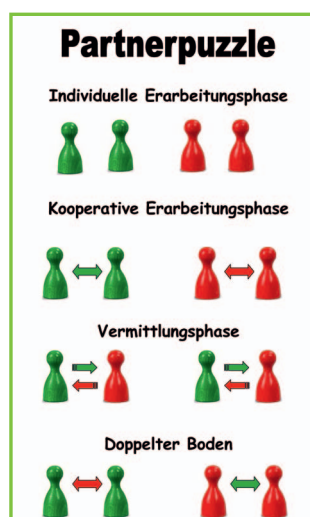 Partnerpuzzle
Individuelle Erarbeitungsphase
Kooperative Erarbeitungsphase
Vermittlungsphase
Doppelter Boden